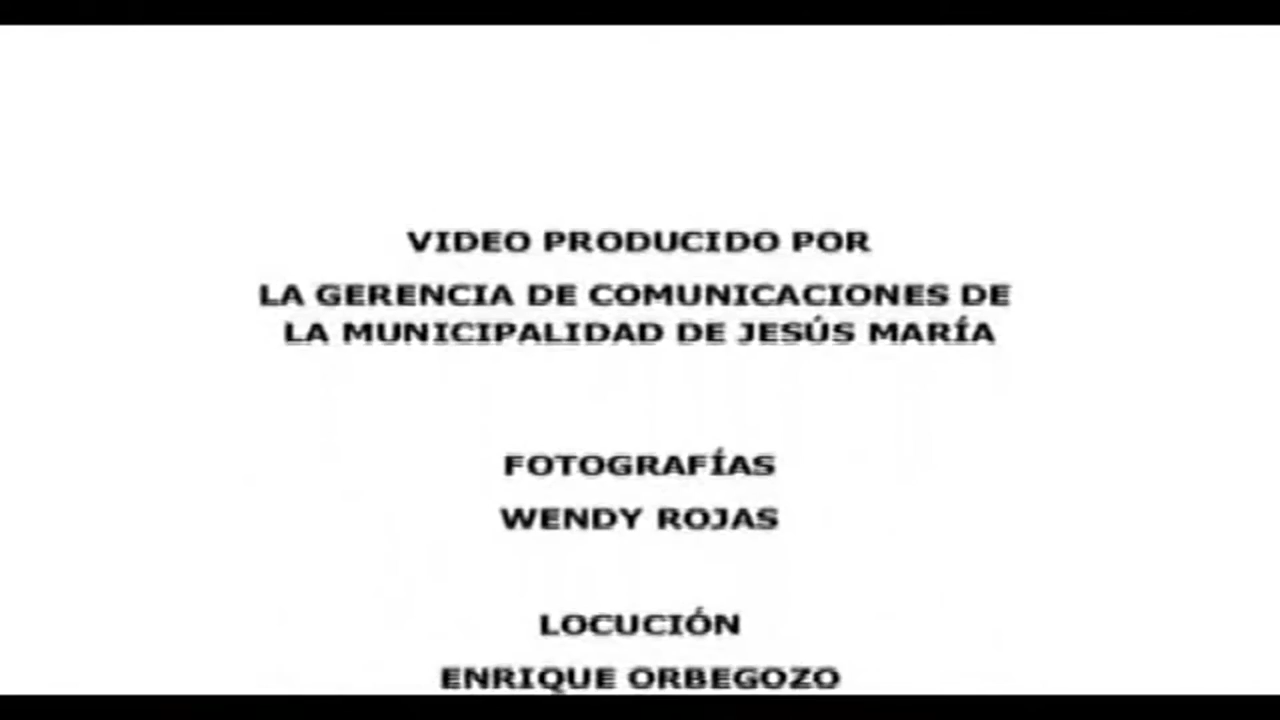 VIDEO PRODUCIDO POR
LA GERENCIA DE COMUNICACIONES DE
LA MUNICIPALIDAD DE JESÚS MARÍA
FOTOGRAFÍAS
WENDY ROJAS
LOCUCIÓN
ENRIQUE ORBEGOZO